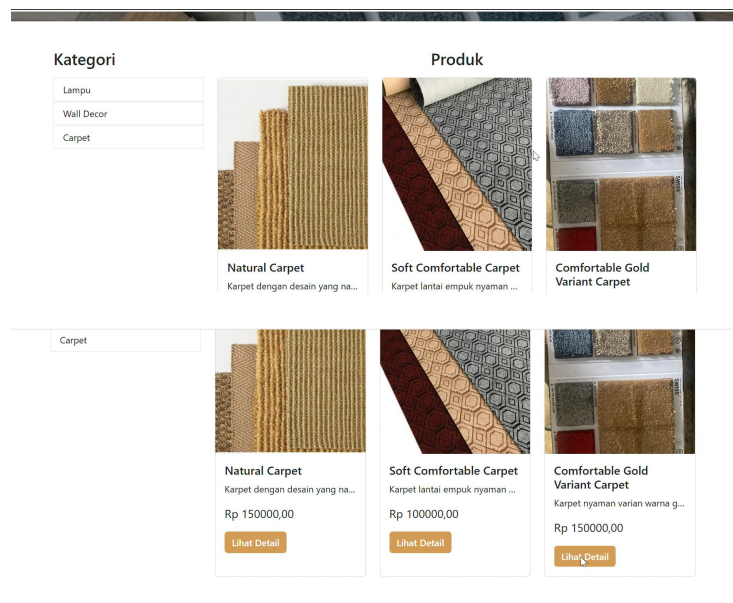 Kategori
Produk
Lampu
Wall Decor
Carpet
Natural Carpet
Karpet dengan desain yang na...
Soft Comfortable Carpet
Karpet lantai empuk nyaman ...
Comfortable Gold
Variant Carpet
Carpet
Natural Carpet
Karpet dengan desain yang na...
Rp 150000,00
Lihat Detail
Soft Comfortable Carpet
Karpet lantai empuk nyaman ...
Rp 100000,00
Lihat Detail
Comfortable Gold
Variant Carpet
Karpet nyaman varian warna g...
Rp 150000,00
Lihat Detail